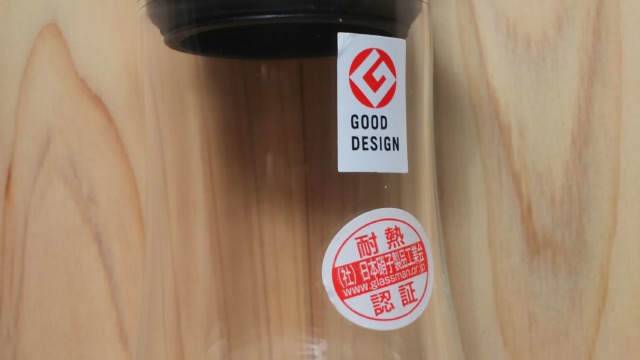 GOOD
DESIGN
耐熱
(社)日本硝子製品工業会
www.glassman.or.jp
認証